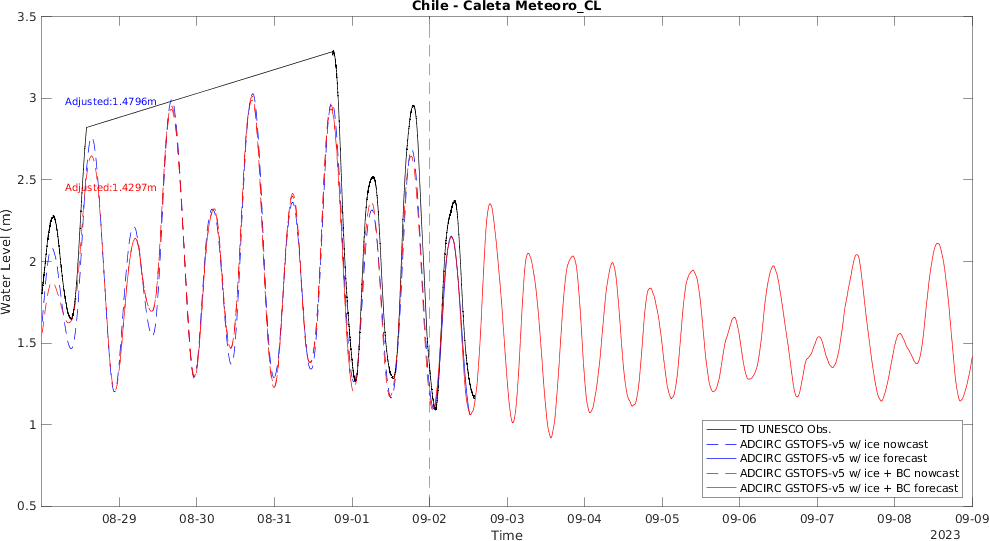 Chile - Caleta Meteoro_CL
3.5
3
2.5
2
1.5
1
0.5
Water Level (m)
Adjusted:1.4796m
Adjusted:1.4297m
TD UNESCO Obs.
ADCIRC GSTOFS-v5 w/ ice nowcast
ADCIRC GSTOFS-v5 w/ ice forecast
ADCIRC GSTOFS-v5 w/ ice + BC nowcast
ADCIRC GSTOFS-v5 w/ ice + BC forecast
08-29 08-30 08-31 09-01 09-02 09-03 09-04 09-05 09-06 09-07 09-08 09-09
Time
2023